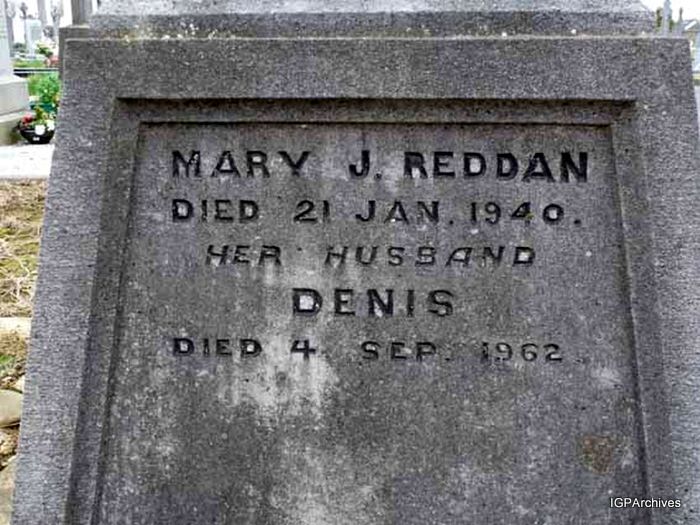 MARY J. REDDAN
DIED 21 JAN. 1940.
HER HUSBAND
DENIS
DIED 4 SEP. 1962
IGPArchives